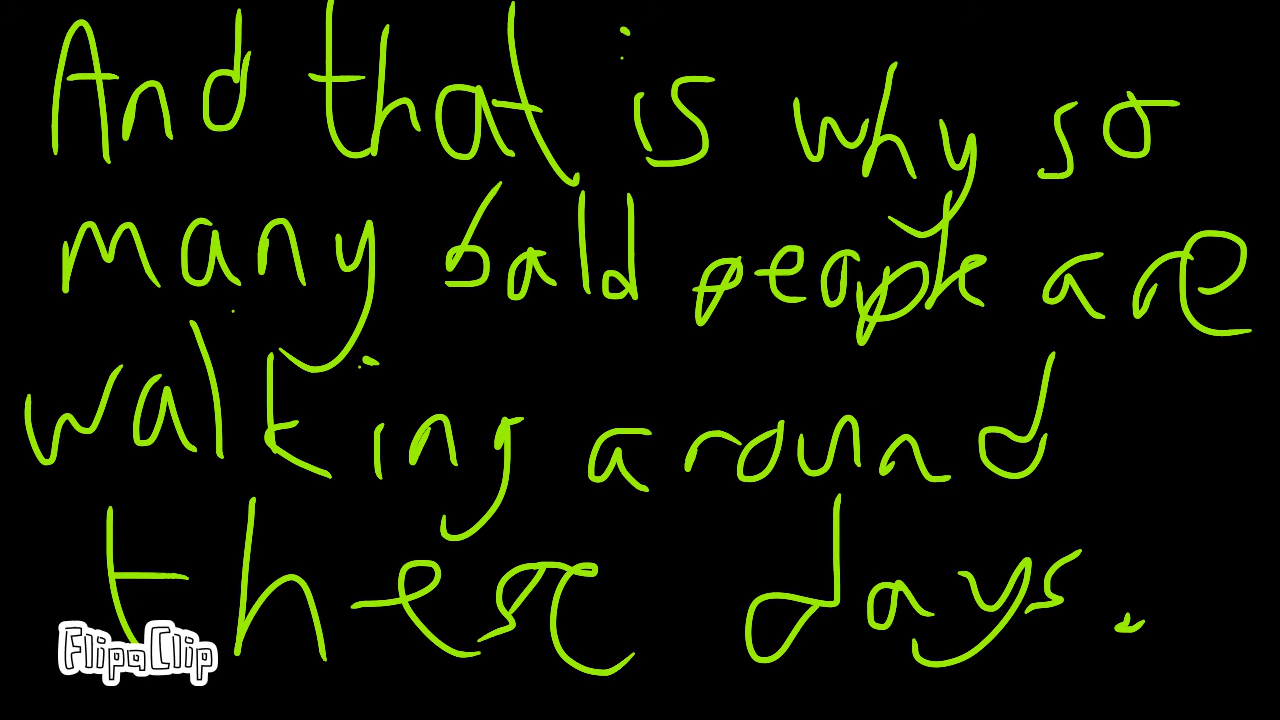 And that is why so
many bald people are
walking around
these days.
FlipaClip